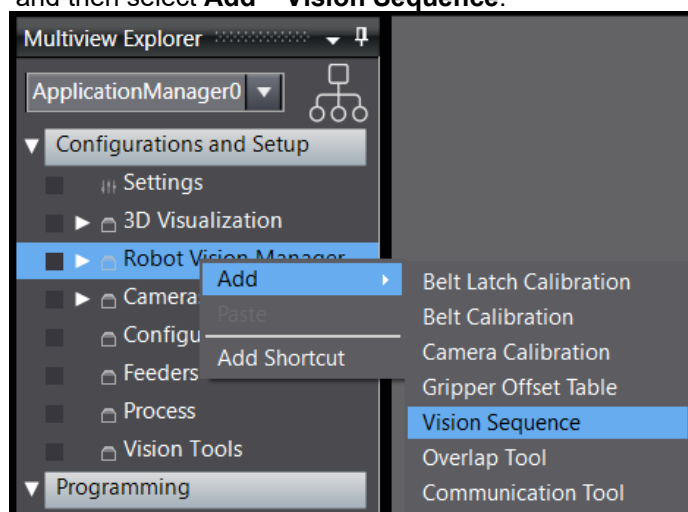 and then select Add – Vision Sequence.
Multiview Explorer
ApplicationManager0
Configurations and Setup
Settings
3D Visualization
Robot Vision Manager
Camera
Configu
Feeders
Process
Vision Tools
Programming
Add
Paste
Add Shortcut
Belt Latch Calibration
Belt Calibration
Camera Calibration
Gripper Offset Table
Vision Sequence
Overlap Tool
Communication Tool